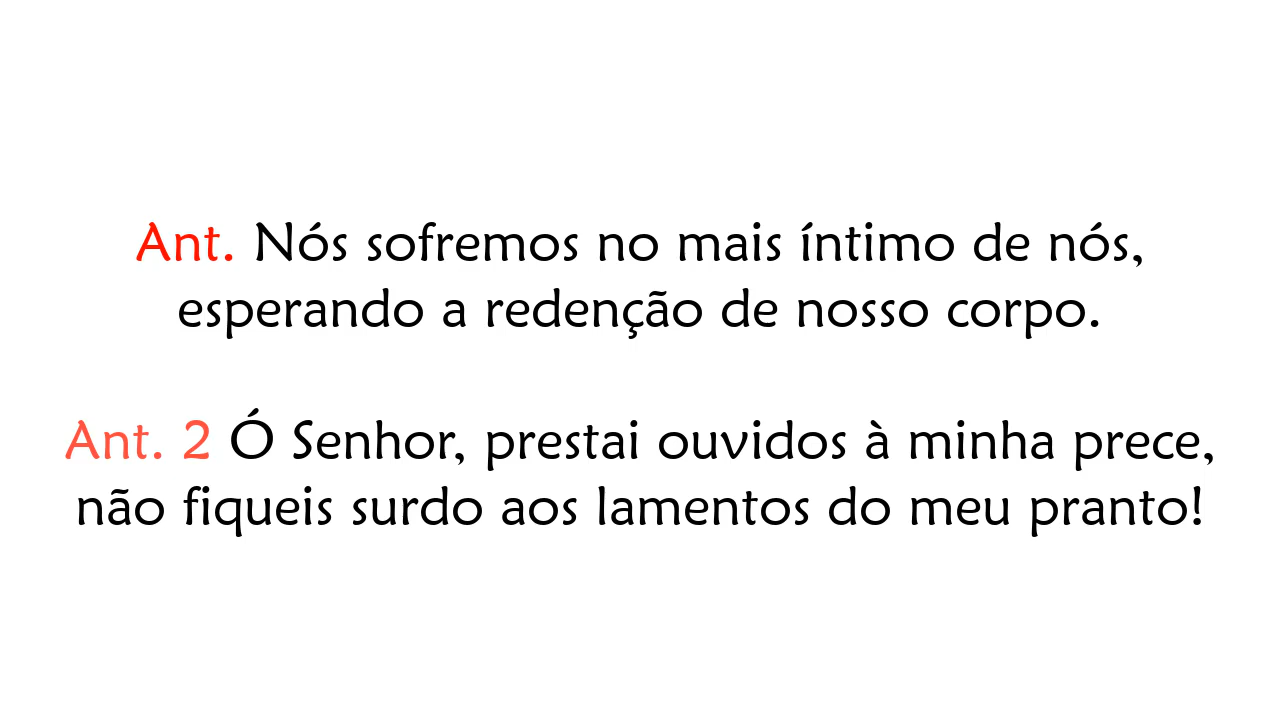 Ant. Nós sofremos no mais íntimo de nós,
esperando a redenção de nosso corpo.
Ant. 2 Ó Senhor, prestai ouvidos à minha prece,
não fiqueis surdo aos lamentos do meu pranto!